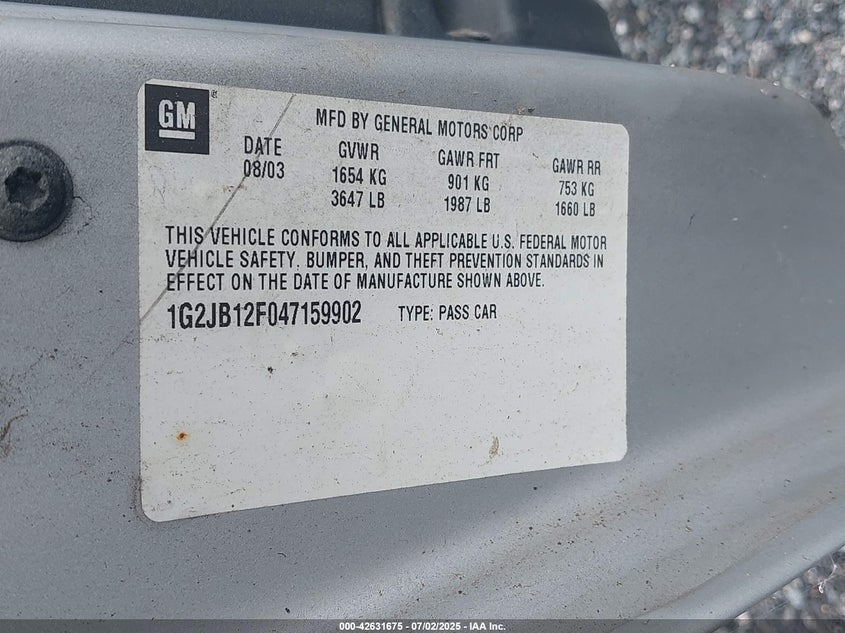 GM
MFD BY GENERAL MOTORS CORP
DATE GVWR GAWR FRT GAWR RR
08/03 1654 KG 901 KG 753 KG
3647 LB 1987 LB 1660 LB
THIS VEHICLE CONFORMS TO ALL APPLICABLE U.S. FEDERAL MOTOR
VEHICLE SAFETY, BUMPER, AND THEFT PREVENTION STANDARDS IN
EFFECT ON THE DATE OF MANUFACTURE SHOWN ABOVE.
1G2JB12F047159902 TYPE: PASS CAR
000-42631675 / 07/02/2025 - IAA Inc.